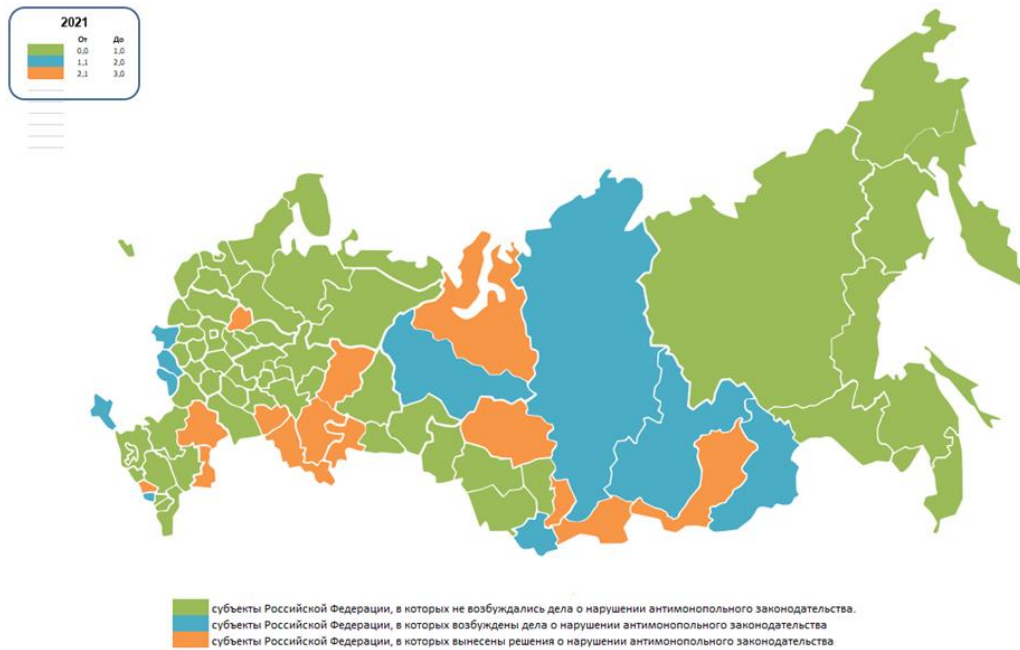 2021
От До
0,0 1,0
1,1 2,0
2,1 3,0
субъекты Российской Федерации, в которых не возбуждались дела о нарушении антимонопольного законодательства.
субъекты Российской Федерации, в которых возбуждены дела о нарушении антимонопольного законодательства
субъекты Российской Федерации, в которых вынесены решения о нарушении антимонопольного законодательства